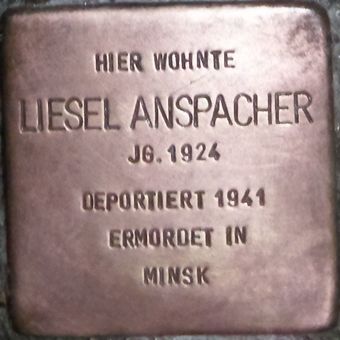 HIER WOHNTE
LIESEL ANSPACHER
JG. 1924
DEPORTIERT 1941
ERMORDET IN
MINSK